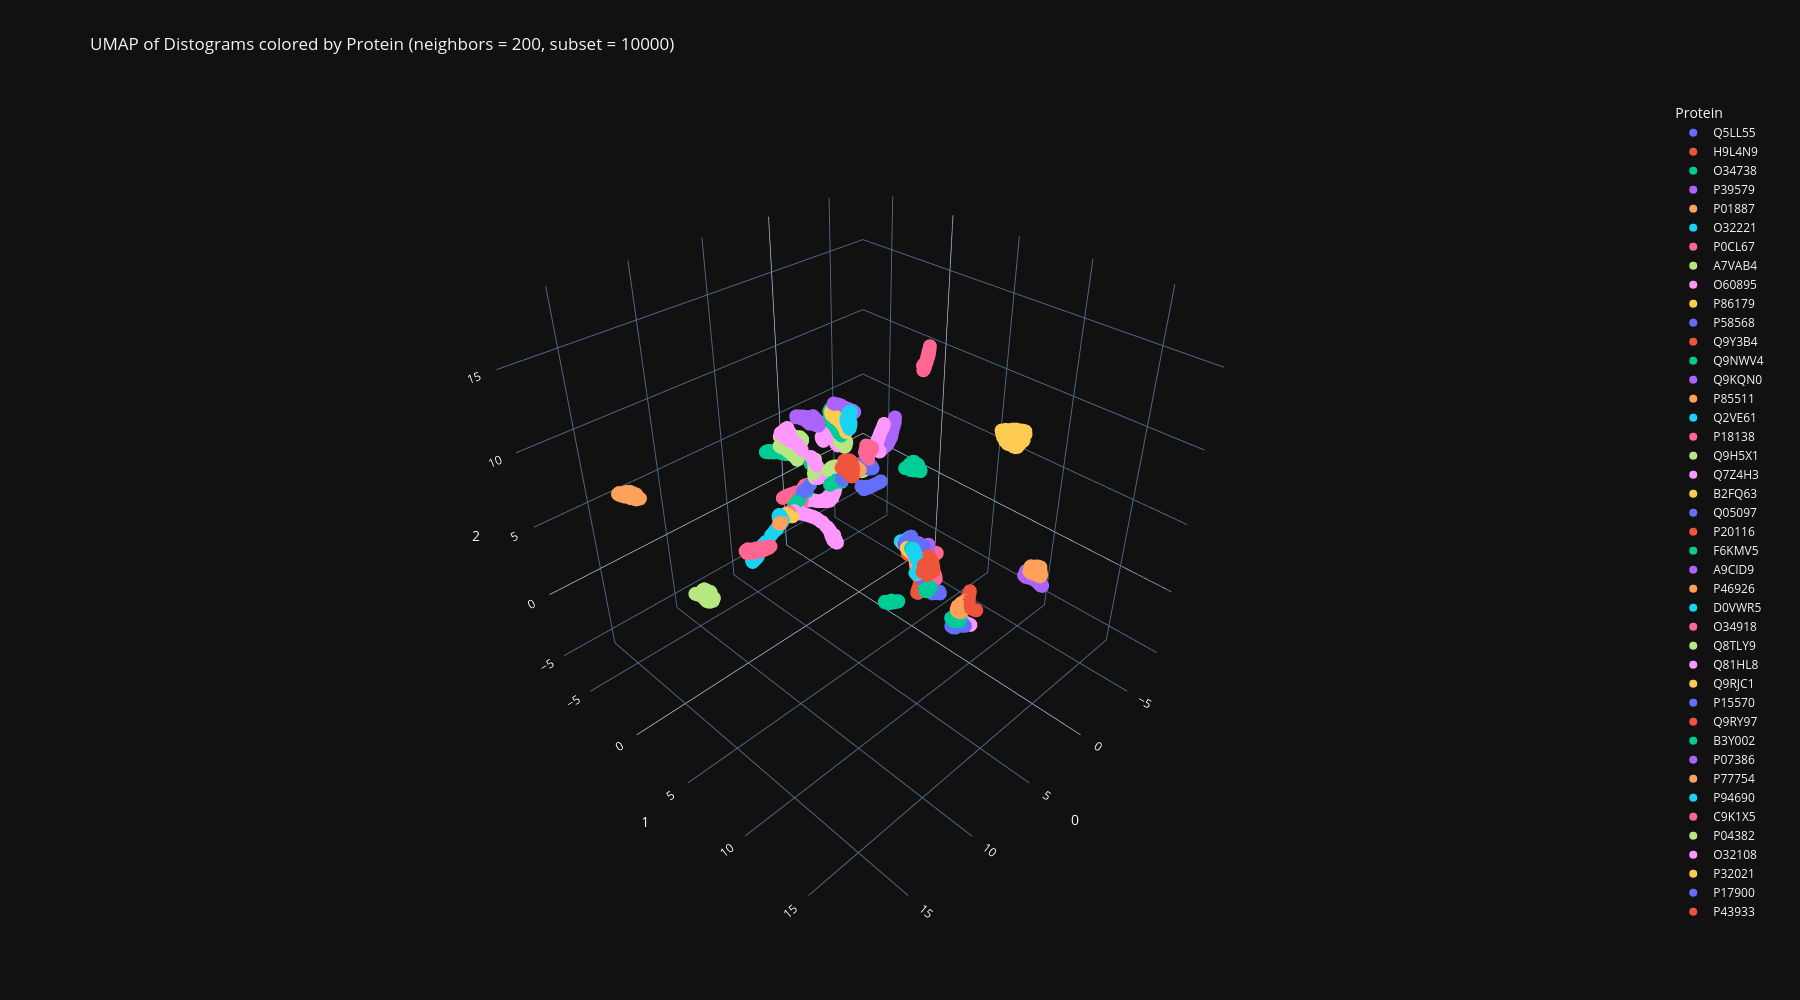 UMAP of Distograms colored by Protein (neighbors = 200, subset = 10000)
Protein
Q5LL55
H9L4N9
O34738
P39579
P01887
O32221
P0CL67
A7VAB4
O60895
P86179
P58568
Q9Y3B4
Q9NWV4
Q9KQN0
P85511
Q2VE61
P18138
Q9H5X1
Q7Z4H3
B2FQ63
Q05097
P20116
F6KMV5
A9CID9
P46926
D0VWR5
O34918
Q8TLY9
Q81HL8
Q9RJC1
P15570
Q9RY97
B3Y002
P07386
P77754
P94690
C9K1X5
P04382
O32108
P32021
P17900
P43933
15
10
5
0
−5
2
−5
0
5
10
15
1
−5
0
5
10
15
0